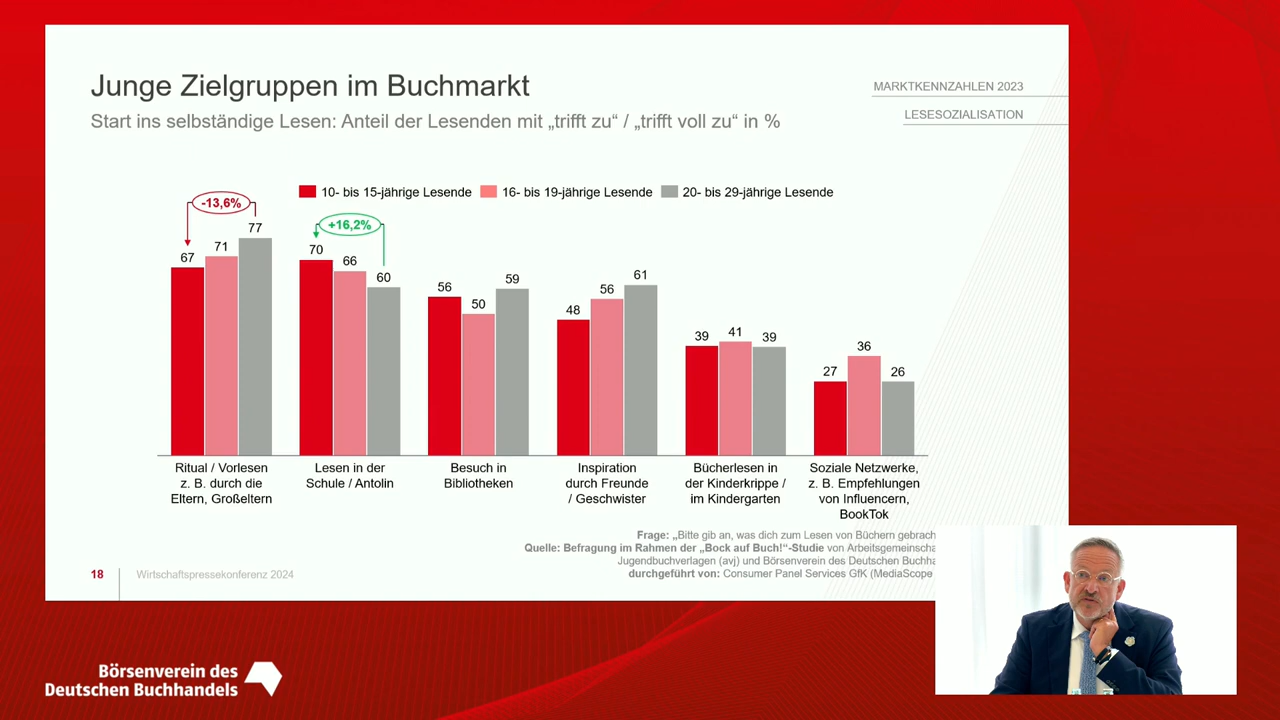 Junge Zielgruppen im Buchmarkt
MARKTKENNZAHLEN 2023
Start ins selbständige Lesen: Anteil der Lesenden mit „trifft zu“ / „trifft voll zu“ in %
LESESOZIALISATION
10- bis 15-jährige Lesende
16- bis 19-jährige Lesende
20- bis 29-jährige Lesende
-13,6%
+16,2%
67
71
77
70
66
60
56
50
59
48
56
61
39
41
39
27
36
26
Ritual / Vorlesen
z. B. durch die
Eltern, Großeltern
Lesen in der
Schule / Antolin
Besuch in
Bibliotheken
Inspiration
durch Freunde
/ Geschwister
Bücherlesen in
der Kinderkrippe /
im Kindergarten
Soziale Netzwerke,
z. B. Empfehlungen
von Influencern,
BookTok
Frage: „Bitte gib an, was dich zum Lesen von Büchern gebrach
Quelle: Befragung im Rahmen der „Bock auf Buch!“-Studie von Arbeitsgemeinscha
Jugendbuchverlagen (avj) und Börsenverein des Deutschen Buchha
durchgeführt von: Consumer Panel Services GfK (MediaScope
18
Wirtschaftspressekonferenz 2024
Börsenverein des
Deutschen Buchhandels